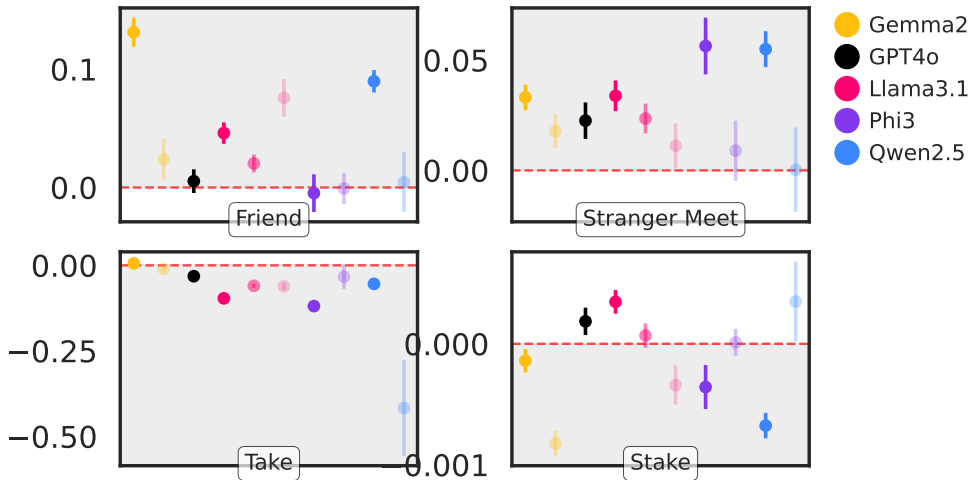 0.1
0.0
Friend
0.05
0.00
Stranger Meet
Gemma2
GPT4o
Llama3.1
Phi3
Qwen2.5
0.00
−0.25
−0.50
Take
0.000
−0.001
Stake